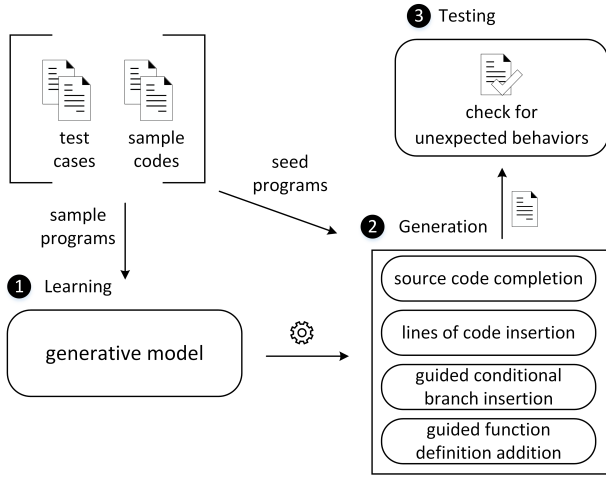 3 Testing
check for
unexpected behaviors
test
cases
sample
codes
seed
programs
sample
programs
1 Learning
generative model
2 Generation
source code completion
lines of code insertion
guided conditional
branch insertion
guided function
definition addition